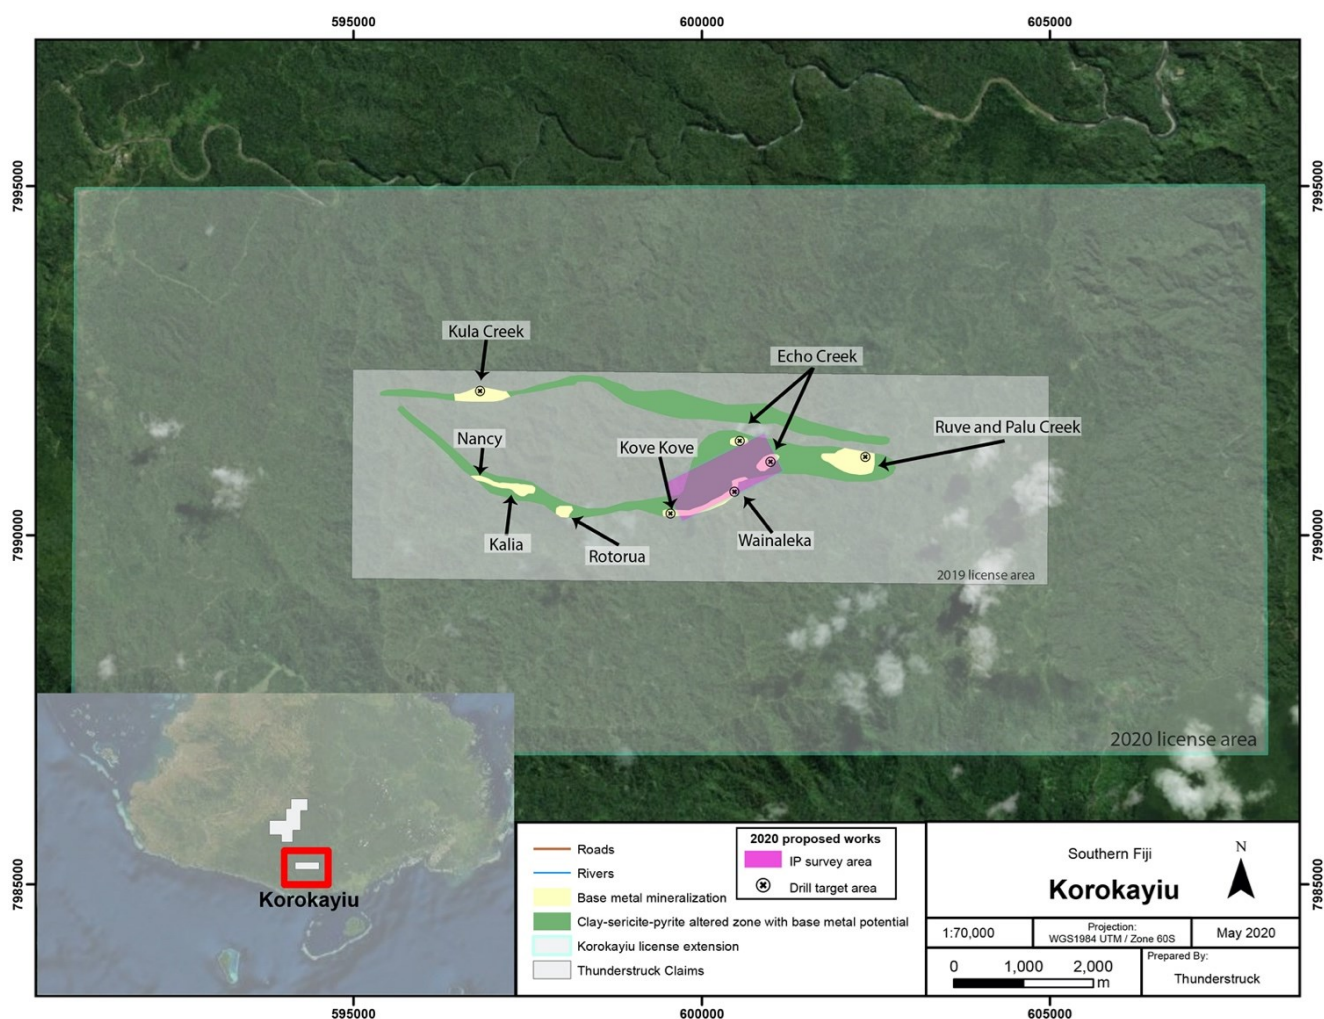 595000
600000
605000
7995000
7995000
Kula Creek
Echo Creek
Ruve and Palu Creek
Nancy
Kove Kove
Kalia
Rotorua
Wainaleka
7990000
7990000
2019 license area
2020 license area
Korokayiu
7985000
7985000
Roads
Rivers
Base metal mineralization
Clay-sericite-pyrite altered zone with base metal potential
Korokayiu license extension
Thunderstruck Claims
2020 proposed works
IP survey area
Drill target area
Southern Fiji
Korokayiu
N
1:70,000
Projection:
WGS1984 UTM / Zone 60S
May 2020
0 1,000 2,000
m
Prepared By:
Thunderstruck
595000
600000
605000